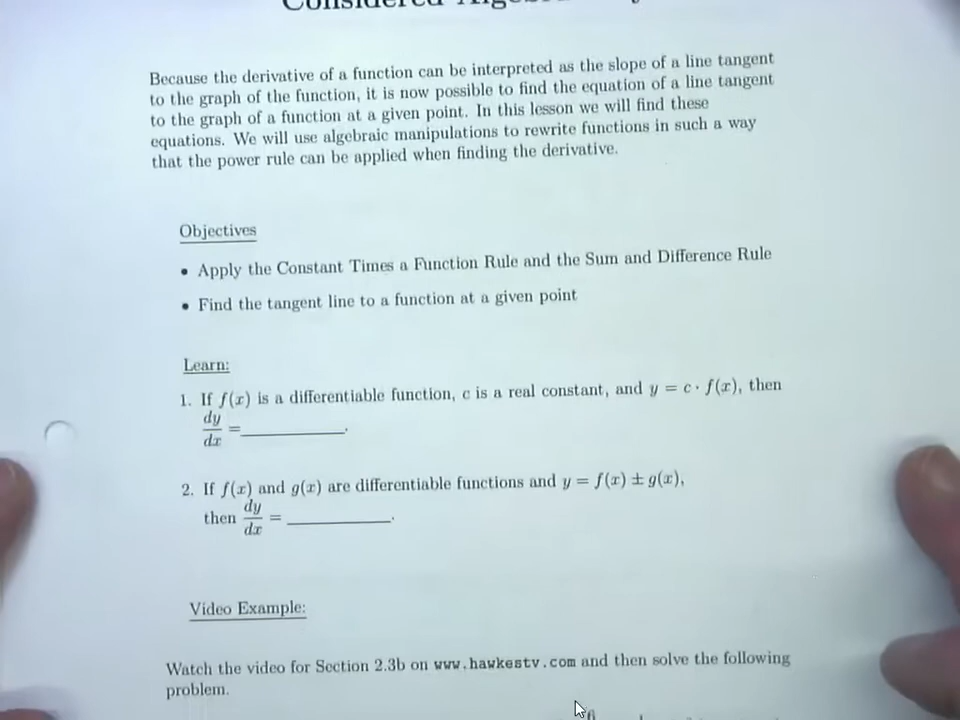 Considered
Because the derivative of a function can be interpreted as the slope of a line tangent
to the graph of the function, it is now possible to find the equation of a line tangent
to the graph of a function at a given point. In this lesson we will find these
equations. We will use algebraic manipulations to rewrite functions in such a way
that the power rule can be applied when finding the derivative.
Objectives
• Apply the Constant Times a Function Rule and the Sum and Difference Rule
• Find the tangent line to a function at a given point
Learn:
1. If f(x) is a differentiable function, c is a real constant, and y = c · f(x), then
dy/dx = ____________.
2. If f(x) and g(x) are differentiable functions and y = f(x) ± g(x),
then dy/dx = ____________.
Video Example:
Watch the video for Section 2.3b on www.hawkestv.com and then solve the following
problem.